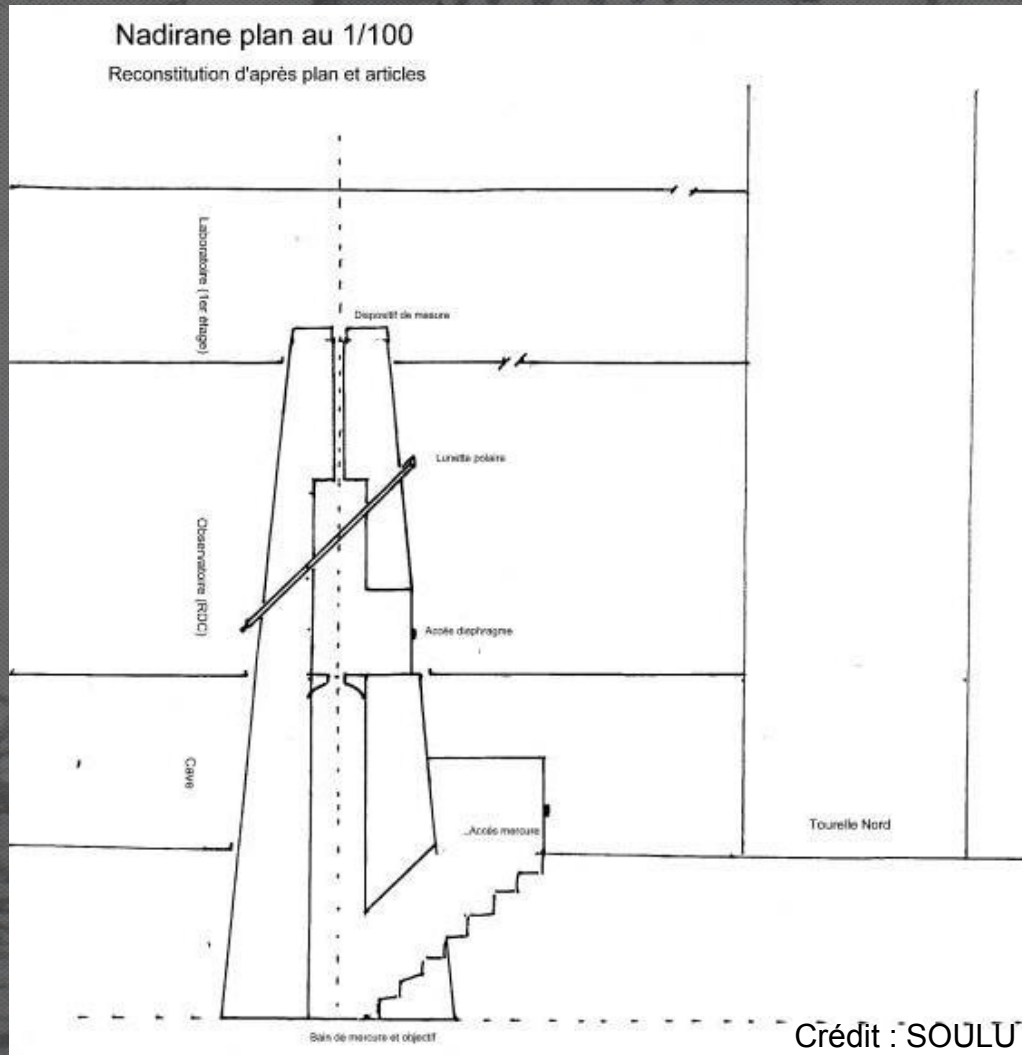 Nadirane plan au 1/100
Reconstitution d'après plan et articles
Laboratoire (1er étage)
Dispositif de mesure
Lunette polaire
Observatoire (RDC)
Accès diaphragme
Cave
Accès mercure
Tourelle Nord
Bain de mercure et objectif
Crédit : SOULU